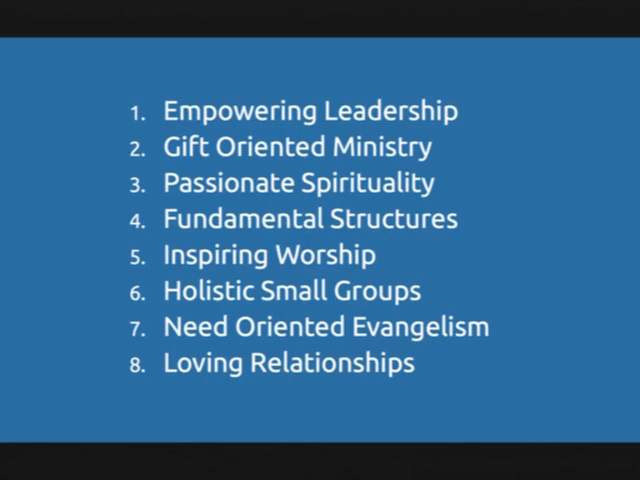 1. Empowering Leadership
2. Gift Oriented Ministry
3. Passionate Spirituality
4. Fundamental Structures
5. Inspiring Worship
6. Holistic Small Groups
7. Need Oriented Evangelism
8. Loving Relationships